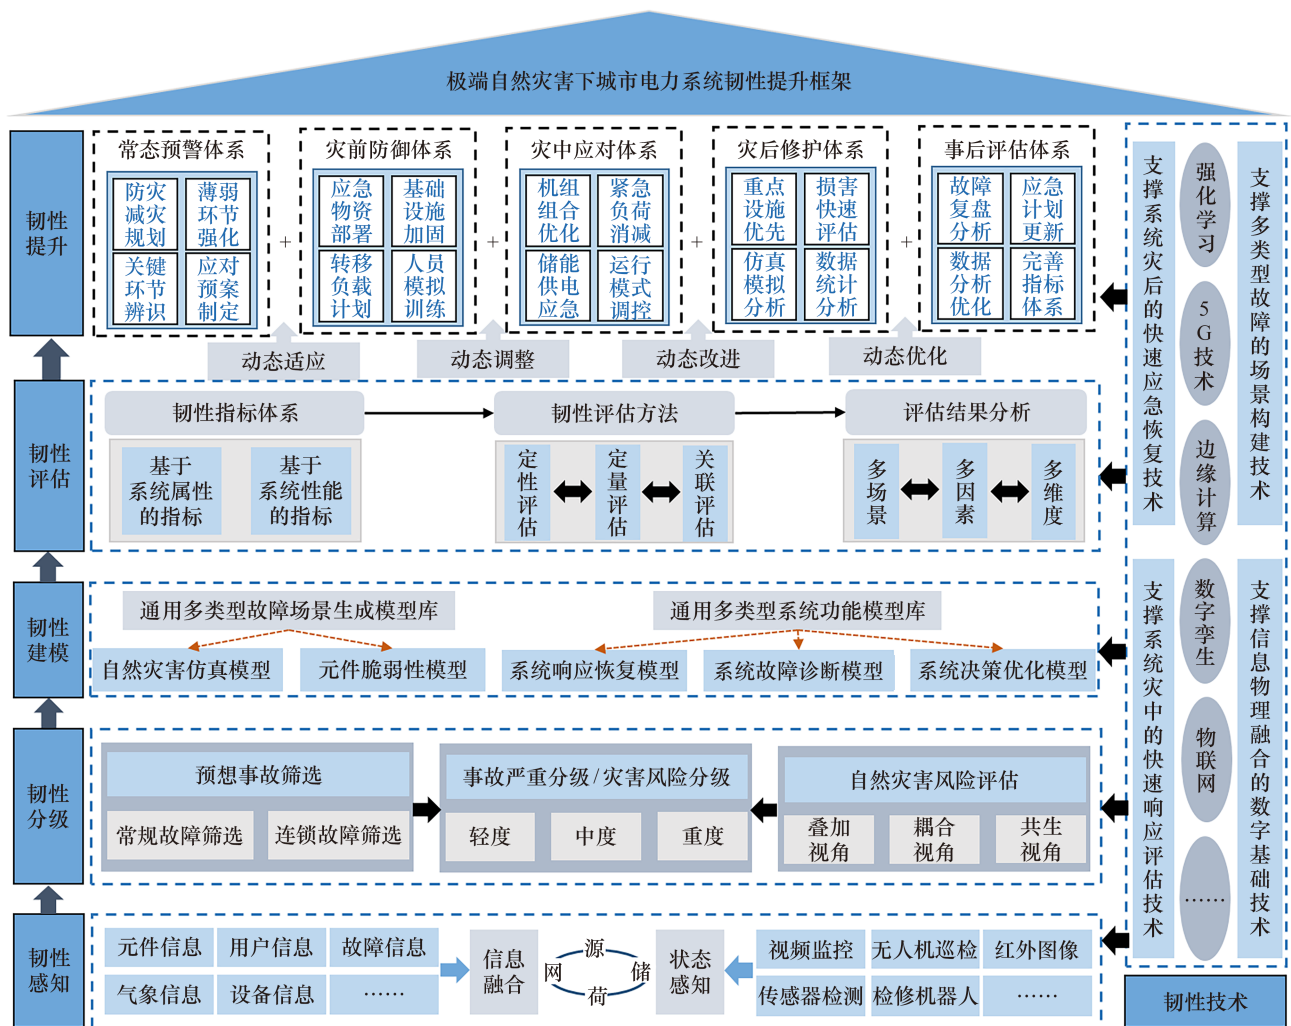 极端自然灾害下城市电力系统韧性提升框架
韧性
提升
常态预警体系
防灾
减灾
规划
薄弱
环节
强化
关键
环节
辨识
应对
预案
制定
+
灾前防御体系
应急
物资
部署
基础
设施
加固
转移
负载
计划
人员
模拟
训练
+
灾中应对体系
机组
组合
优化
紧急
负荷
消减
储能
供电
应急
运行
模式
调控
+
灾后修护体系
重点
设施
优先
损害
快速
评估
仿真
模拟
分析
数据
统计
分析
+
事后评估体系
故障
复盘
分析
应急
计划
更新
数据
分析
优化
完善
指标
体系
动态适应
动态调整
动态改进
动态优化
韧性
评估
韧性指标体系
韧性评估方法
评估结果分析
基于
系统属性
的指标
基于
系统性能
的指标
定性评估
定量评估
关联评估
多场景
多因素
多维度
韧性
建模
通用多类型故障场景生成模型库
通用多类型系统功能模型库
自然灾害仿真模型
元件脆弱性模型
系统响应恢复模型
系统故障诊断模型
系统决策优化模型
韧性
分级
预想事故筛选
常规故障筛选
连锁故障筛选
事故严重分级/灾害风险分级
轻度
中度
重度
自然灾害风险评估
叠加
视角
耦合
视角
共生
视角
韧性
感知
元件信息
用户信息
故障信息
气象信息
设备信息
……
信息
融合
源
网
储
荷
状态
感知
视频监控
无人机巡检
红外图像
传感器检测
检修机器人
……
支撑系统灾后的快速应急恢复技术
强化学习
5G技术
边缘计算
支撑多类型故障的场景构建技术
支撑系统灾中的快速响应评估技术
数字孪生
物联网
……
支撑信息物理融合的数字基础技术
韧性技术